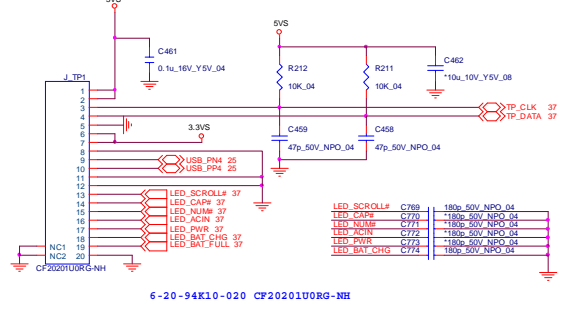 5VS
C461
0.1u_16V_Y5V_04
5VS
R212
10K_04
R211
10K_04
C462
*10u_10V_Y5V_08
J_TP1
1
2
3
4
5
6
7
8
9
10
11
12
13
14
15
16
17
18
19
20
NC1
NC2
CF20201U0RG-NH
3.3VS
TP_CLK 37
TP_DATA 37
C459
47p_50V_NPO_04
C458
47p_50V_NPO_04
USB_PN4 25
USB_PP4 25
LED_SCROLL# 37
LED_CAP# 37
LED_NUM# 37
LED_ACIN 37
LED_PWR 37
LED_BAT_CHG 37
LED_BAT_FULL 37
LED_SCROLL# C769 180p_50V_NPO_04
LED_CAP# C770 *180p_50V_NPO_04
LED_NUM# C771 *180p_50V_NPO_04
LED_ACIN C772 *180p_50V_NPO_04
LED_PWR C773 *180p_50V_NPO_04
LED_BAT_CHG C774 *180p_50V_NPO_04
6-20-94K10-020 CF20201U0RG-NH